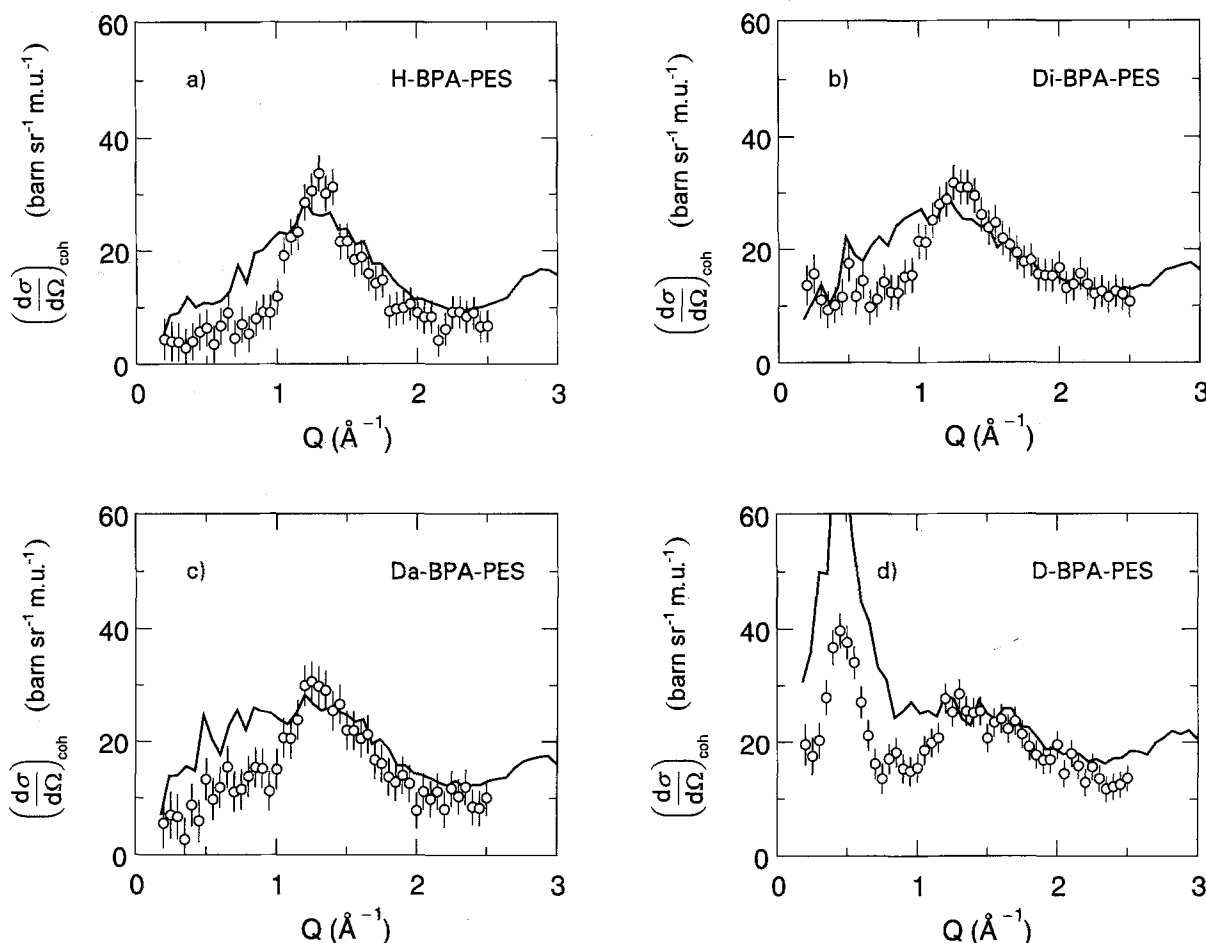 60
40
20
0
0 1 2 3
a)
H-BPA-PES
(dσ/dΩ)coh (barn sr⁻¹ m.u.⁻¹)
Q (Å⁻¹)
60
40
20
0
0 1 2 3
b)
Di-BPA-PES
(dσ/dΩ)coh (barn sr⁻¹ m.u.⁻¹)
Q (Å⁻¹)
60
40
20
0
0 1 2 3
c)
Da-BPA-PES
(dσ/dΩ)coh (barn sr⁻¹ m.u.⁻¹)
Q (Å⁻¹)
60
40
20
0
0 1 2 3
d)
D-BPA-PES
(dσ/dΩ)coh (barn sr⁻¹ m.u.⁻¹)
Q (Å⁻¹)